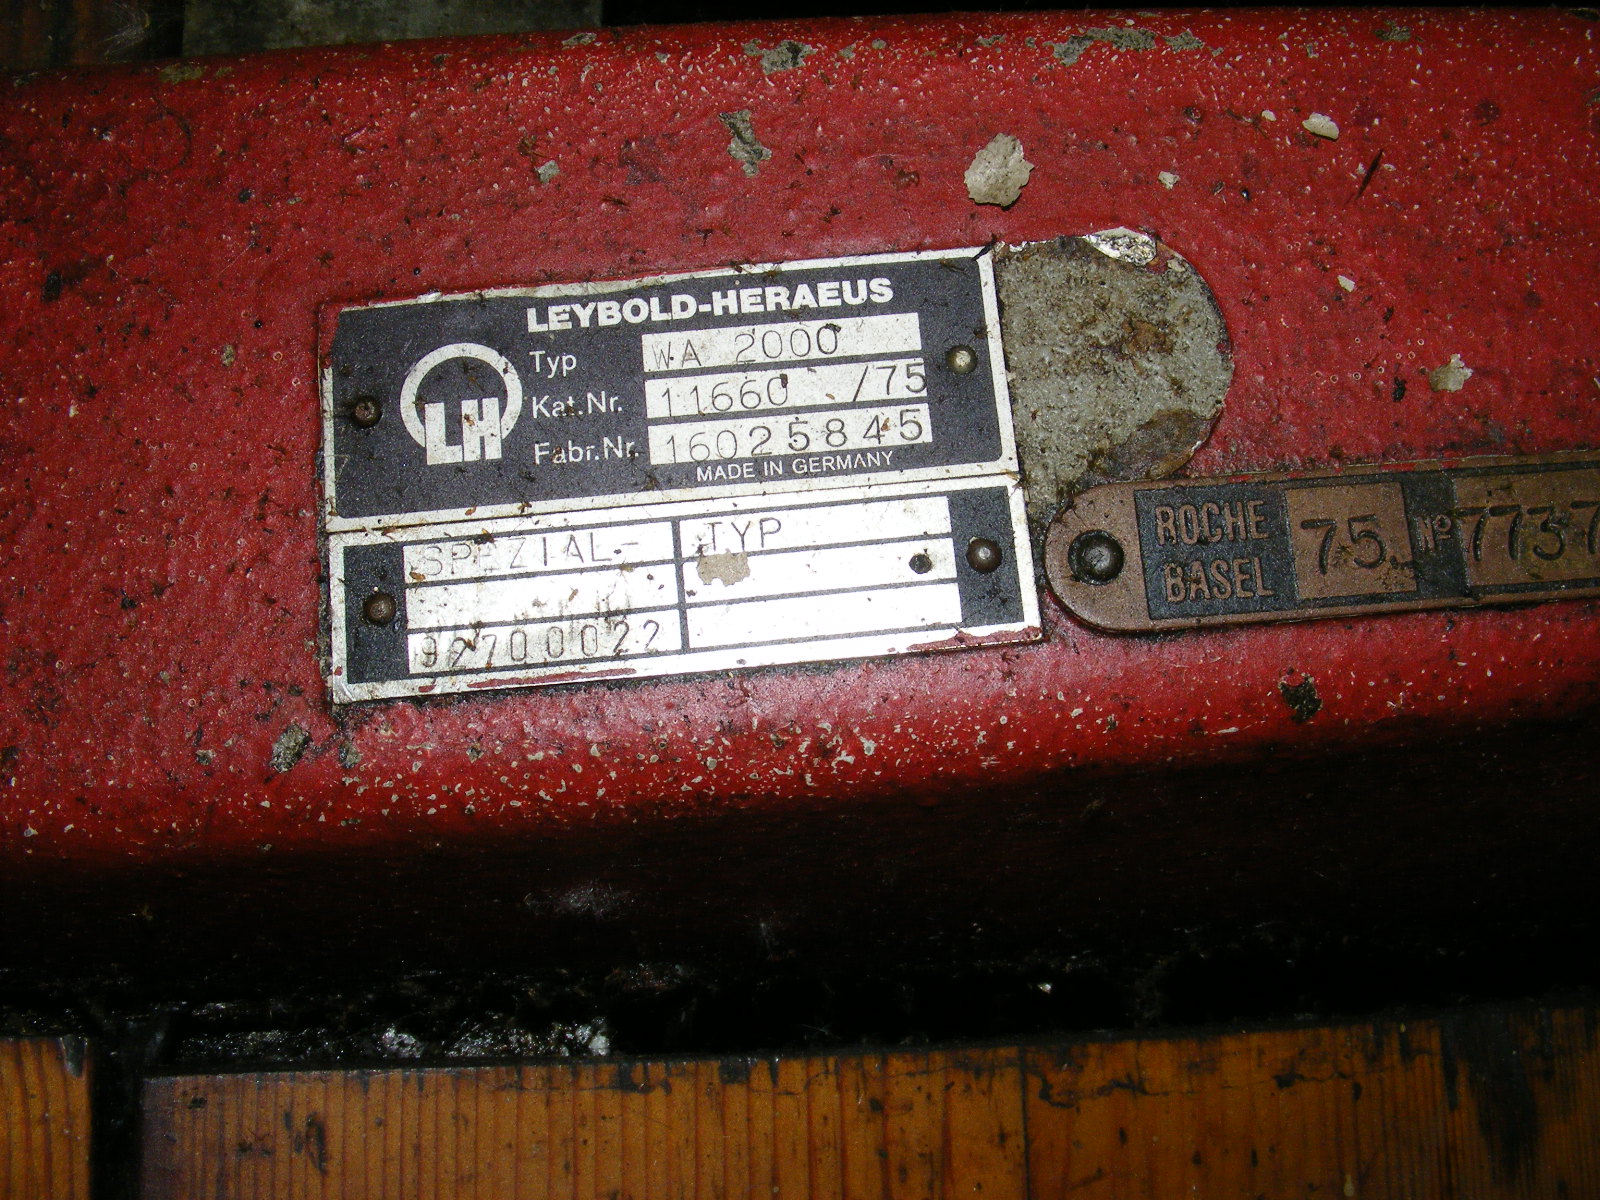 LEYBOLD-HERAEUS
LH
Typ WA 2000
Kat.Nr. 11660 /75
Fabr.Nr. 16025845
MADE IN GERMANY
SPEZIAL- TYP
92700022
ROCHE
BASEL
75 No 7737